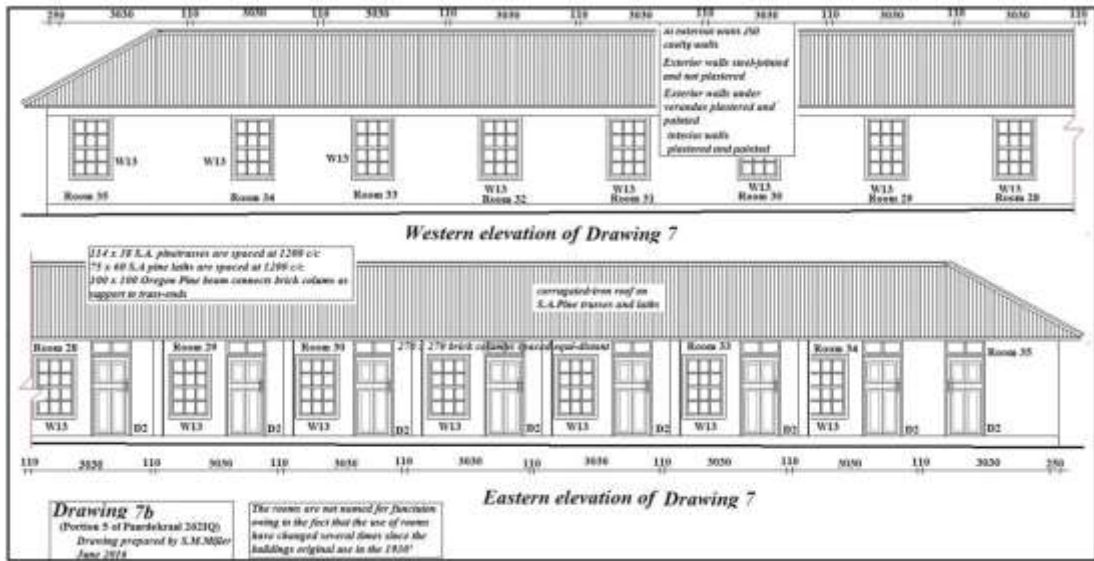 250 3030 110 3030 110 3030 110 3030 110 3030 110 3030 110 3030 110 3030 110
cavity walls
Exterior walls steel-jointed
and not plastered
Exterior walls under
verandas plastered and
painted
interior walls
plastered and painted
W13 W13 W13 W13 W13 W13 W13 W13
Room 35 Room 34 Room 33 Room 32 Room 31 Room 30 Room 29 Room 28
Western elevation of Drawing 7
114 x 38 S.A. pinetrusses are spaced at 1200 c/c
75 x 60 S.A pine laths are spaced at 1200 c/c
100 x 100 Oregon Pine beam connects brick column as
support to truss-ends
corrugated/iron roof on
S.A.Pine trusses and laths
Room 28 Room 29 Room 30 270 x 270 brick columns spaced equi-distant Room 33 Room 34 Room 35
W13 D2 W13 D2 W13 D2 W13 D2 W13 D2 W13 D2 W13 D2 D2
110 3030 110 3030 110 3030 110 3030 110 3030 110 3030 110 3030 110 3030 250
Eastern elevation of Drawing 7
Drawing 7b
(Portion 5 of Paardekraal 202IQ)
Drawing prepared by S.M.Miller
June 2016
The rooms are not named for function
owing to the fact that the use of rooms
have changed several times since the
buildings original use in the 1930'